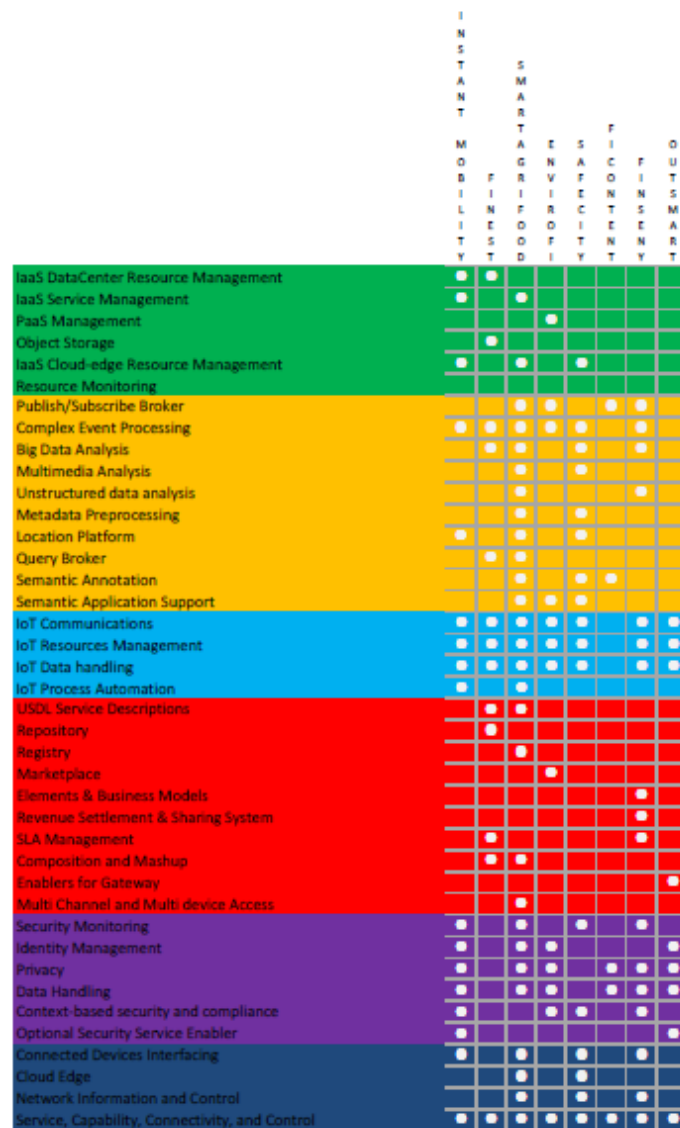 INSTANT MOBILITY
FINEST
SMARTAGRIFOOD
ENVIROFI
SAFECITY
FICONTENT
FINSENY
OUTSMART
IaaS DataCenter Resource Management
IaaS Service Management
PaaS Management
Object Storage
IaaS Cloud-edge Resource Management
Resource Monitoring
Publish/Subscribe Broker
Complex Event Processing
Big Data Analysis
Multimedia Analysis
Unstructured data analysis
Metadata Preprocessing
Location Platform
Query Broker
Semantic Annotation
Semantic Application Support
IoT Communications
IoT Resources Management
IoT Data handling
IoT Process Automation
USDL Service Descriptions
Repository
Registry
Marketplace
Elements & Business Models
Revenue Settlement & Sharing System
SLA Management
Composition and Mashup
Enablers for Gateway
Multi Channel and Multi device Access
Security Monitoring
Identity Management
Privacy
Data Handling
Context-based security and compliance
Optional Security Service Enabler
Connected Devices Interfacing
Cloud Edge
Network Information and Control
Service, Capability, Connectivity, and Control